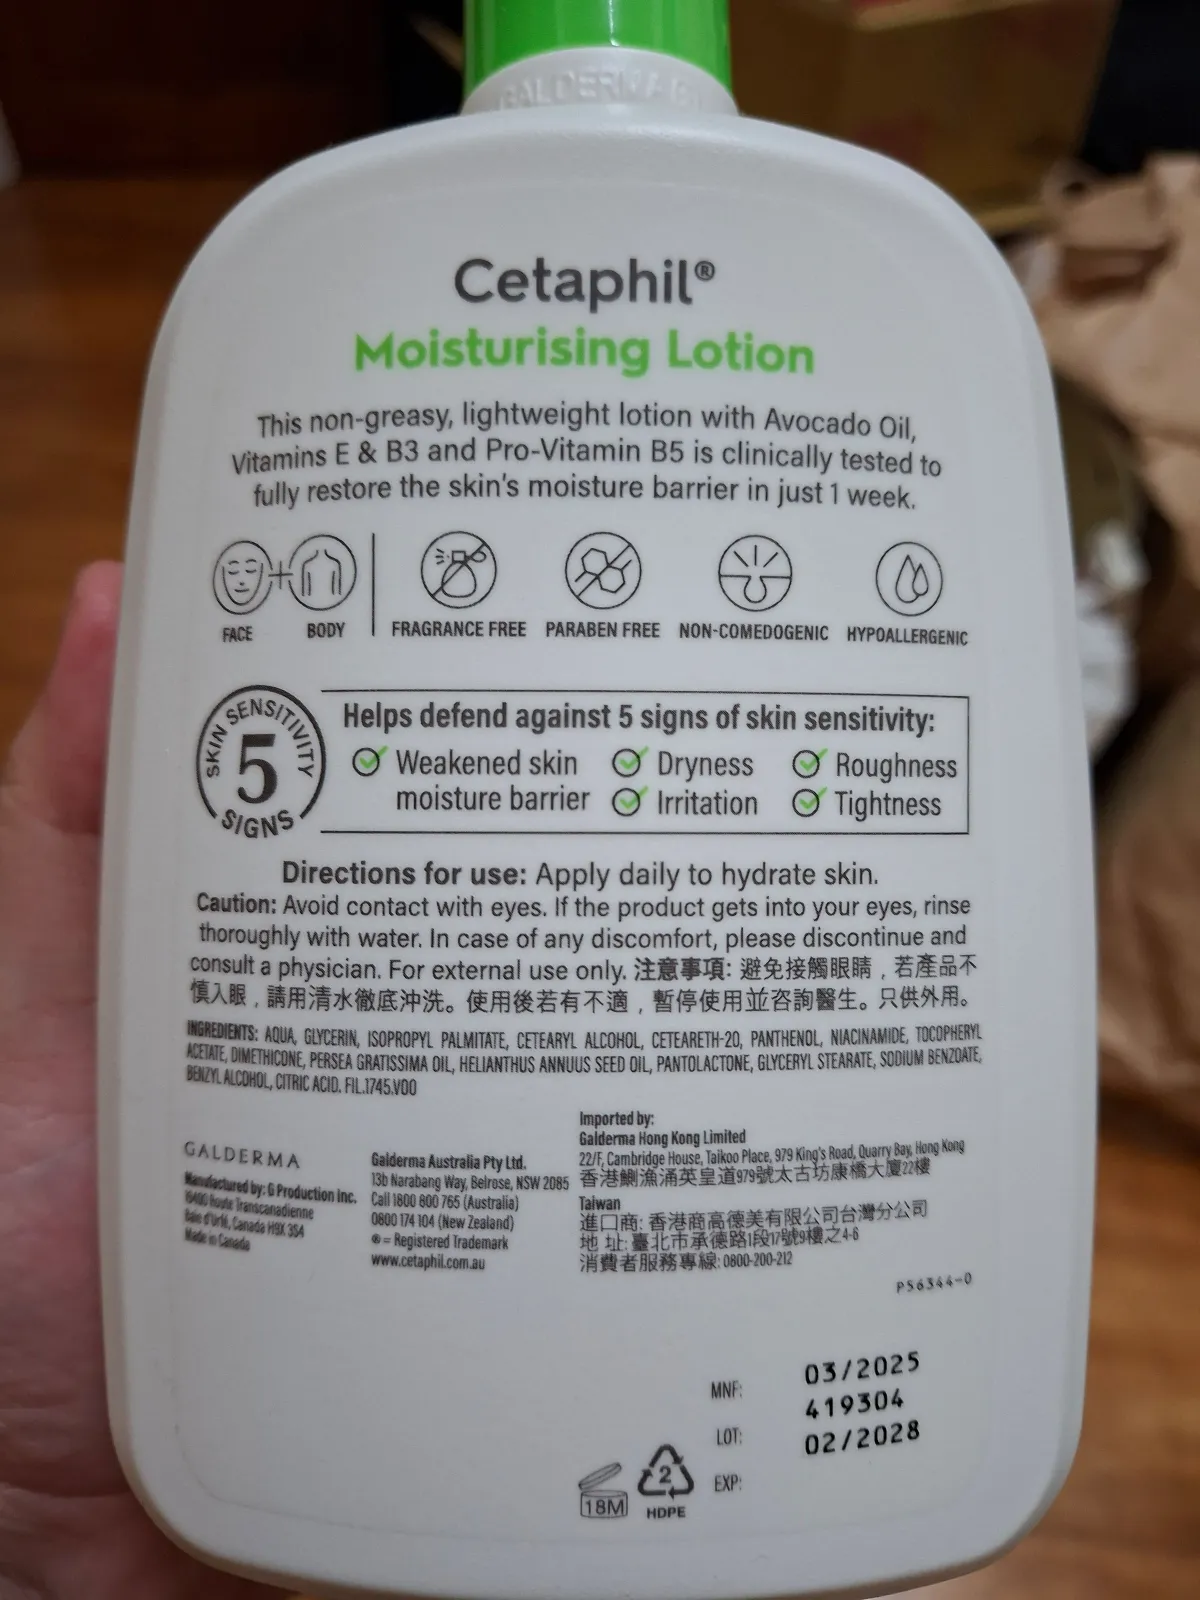 GALDERMA
Cetaphil®
Moisturising Lotion
This non-greasy, lightweight lotion with Avocado Oil,
Vitamins E & B3 and Pro-Vitamin B5 is clinically tested to
fully restore the skin's moisture barrier in just 1 week.
FACE + BODY FRAGRANCE FREE PARABEN FREE NON-COMEDOGENIC HYPOALLERGENIC
SKIN SENSITIVITY
5
SIGNS
Helps defend against 5 signs of skin sensitivity:
Weakened skin moisture barrier
Dryness
Irritation
Roughness
Tightness
Directions for use: Apply daily to hydrate skin.
Caution: Avoid contact with eyes. If the product gets into your eyes, rinse
thoroughly with water. In case of any discomfort, please discontinue and
consult a physician. For external use only. 注意事項: 避免接觸眼睛，若產品不
慎入眼，請用清水徹底沖洗。使用後若有不適，暫停使用並咨詢醫生。只供外用。
INGREDIENTS: AQUA, GLYCERIN, ISOPROPYL PALMITATE, CETEARYL ALCOHOL, CETEARETH-20, PANTHENOL, NIACINAMIDE, TOCOPHERYL
ACETATE, DIMETHICONE, PERSEA GRATISSIMA OIL, HELIANTHUS ANNUUS SEED OIL, PANTOLACTONE, GLYCERYL STEARATE, SODIUM BENZOATE,
BENZYL ALCOHOL, CITRIC ACID. FIL.1745.V00
GALDERMA
Manufactured by: G Production Inc.
19400 Route Transcanadienne
Baie d'Urfé, Canada H9X 3S4
Made in Canada
Galderma Australia Pty Ltd.
13b Narabang Way, Belrose, NSW 2085
Call 1800 800 765 (Australia)
0800 174 104 (New Zealand)
® = Registered Trademark
www.cetaphil.com.au
Imported by:
Galderma Hong Kong Limited
22/F, Cambridge House, Taikoo Place, 979 King's Road, Quarry Bay, Hong Kong
香港鰂漁涌英皇道979號太古坊康橋大廈22樓
Taiwan
進口商: 香港商高德美有限公司台灣分公司
地 址: 臺北市承德路1段17號9樓之4-6
消費者服務專線: 0800-200-212
P56344-0
MNF: 03/2025
LOT: 419304
EXP: 02/2028
18M
2
HDPE